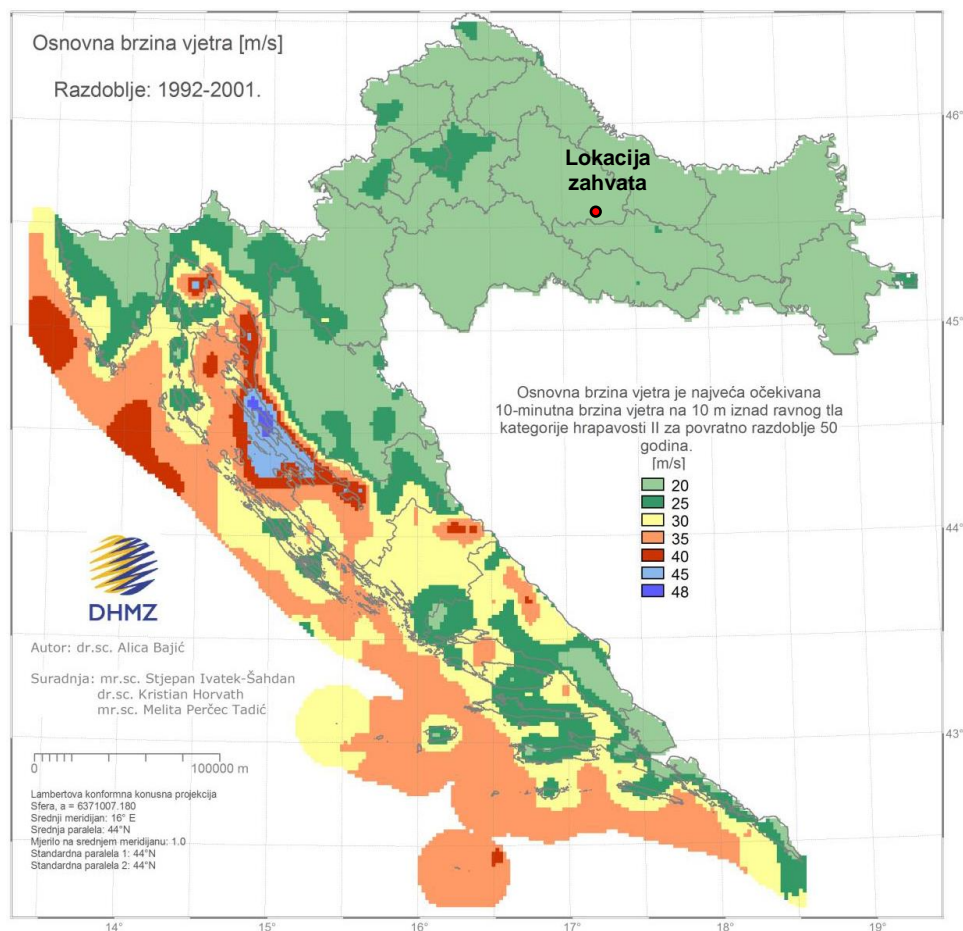 Osnovna brzina vjetra [m/s]
Razdoblje: 1992-2001.
46°
Lokacija
zahvata
45°
Osnovna brzina vjetra je najveća očekivana
10-minutna brzina vjetra na 10 m iznad ravnog tla
kategorije hrapavosti II za povratno razdoblje 50
godina.
[m/s]
20
25
30
35
40
45
48
44°
DHMZ
Autor: dr.sc. Alica Bajić
Suradnja: mr.sc. Stjepan Ivatek-Šahdan
dr.sc. Kristian Horvath
mr.sc. Melita Perčec Tadić
43°
0 100000 m
Lambertova konformna konusna projekcija
Sfera, a = 6371007.180
Srednji meridijan: 16° E
Srednja paralela: 44°N
Mjerilo na srednjem meridijanu: 1.0
Standardna paralela 1: 44°N
Standardna paralela 2: 44°N
14° 15° 16° 17° 18° 19°